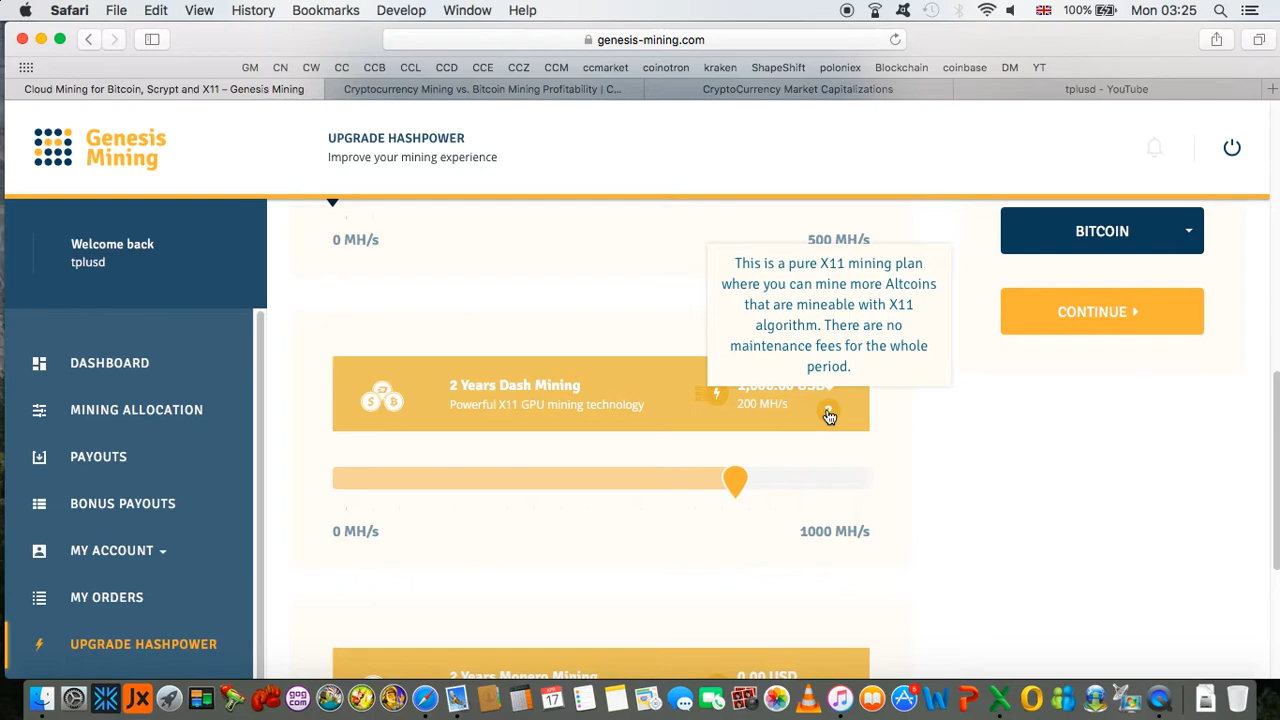 Safari File Edit View History Bookmarks Develop Window Help 100% Mon 03:25
genesis-mining.com
GM CN CW CC CCB CCL CCD CCE CCZ CCM ccmarket coinotron kraken ShapeShift poloniex Blockchain coinbase DM YT
Cloud Mining for Bitcoin, Scrypt and X11 – Genesis Mining Cryptocurrency Mining vs. Bitcoin Mining Profitability | C... CryptoCurrency Market Capitalizations tplusd - YouTube
Genesis
Mining
UPGRADE HASHPOWER
Improve your mining experience
Welcome back
tplusd
DASHBOARD
MINING ALLOCATION
PAYOUTS
BONUS PAYOUTS
MY ACCOUNT
MY ORDERS
UPGRADE HASHPOWER
0 MH/s 500 MH/s
This is a pure X11 mining plan
where you can mine more Altcoins
that are mineable with X11
algorithm. There are no
maintenance fees for the whole
period.
2 Years Dash Mining
Powerful X11 GPU mining technology
200 MH/s
0 MH/s 1000 MH/s
2 Years Monero Mining 0.00 USD
BITCOIN
CONTINUE